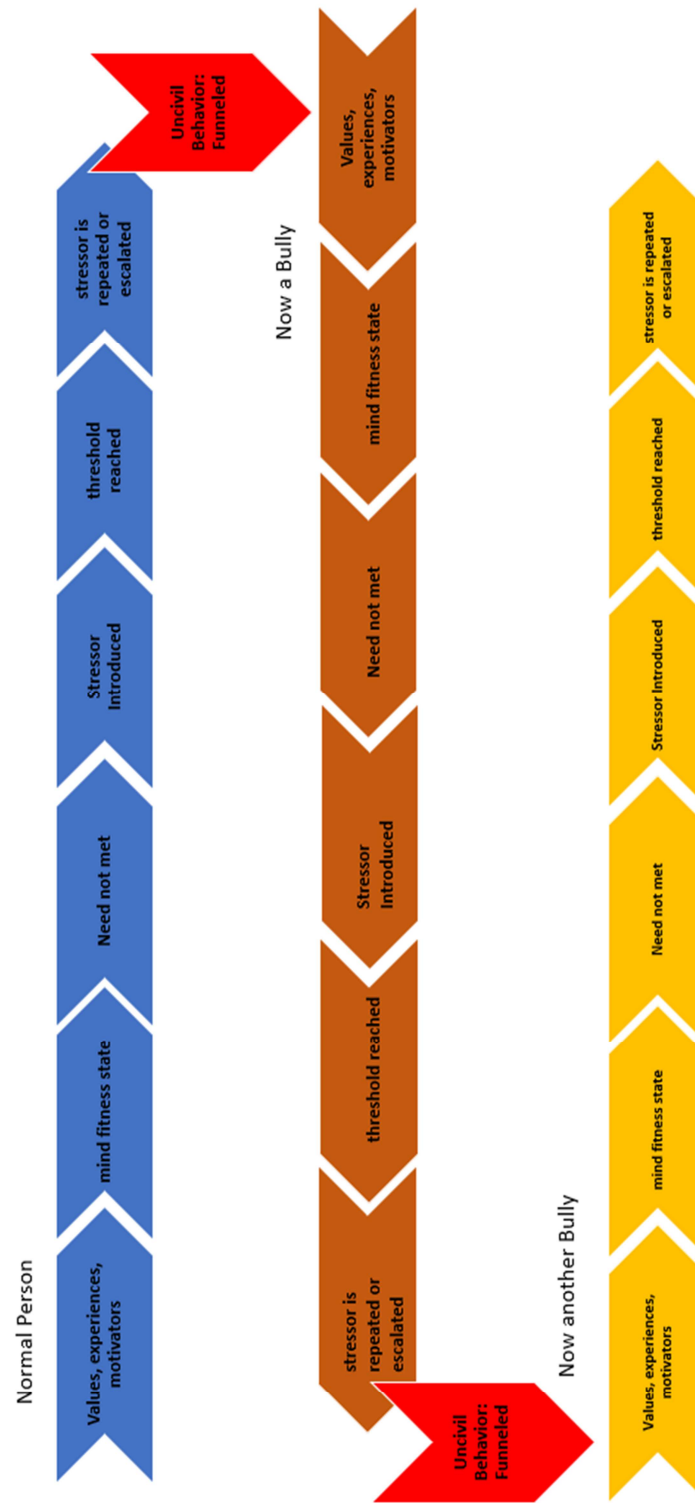 Normal Person
Values, experiences,
motivators
mind fitness state
Need not met
Stressor
Introduced
threshold
reached
stressor is
repeated or
escalated
Uncivil
Behavior:
Funneled
Now a Bully
Values,
experiences,
motivators
mind fitness state
Need not met
Stressor
Introduced
threshold reached
stressor is
repeated or
escalated
Uncivil
Behavior:
Funneled
Now another Bully
Values, experiences,
motivators
mind fitness state
Need not met
Stressor Introduced
threshold reached
stressor is repeated
or escalated